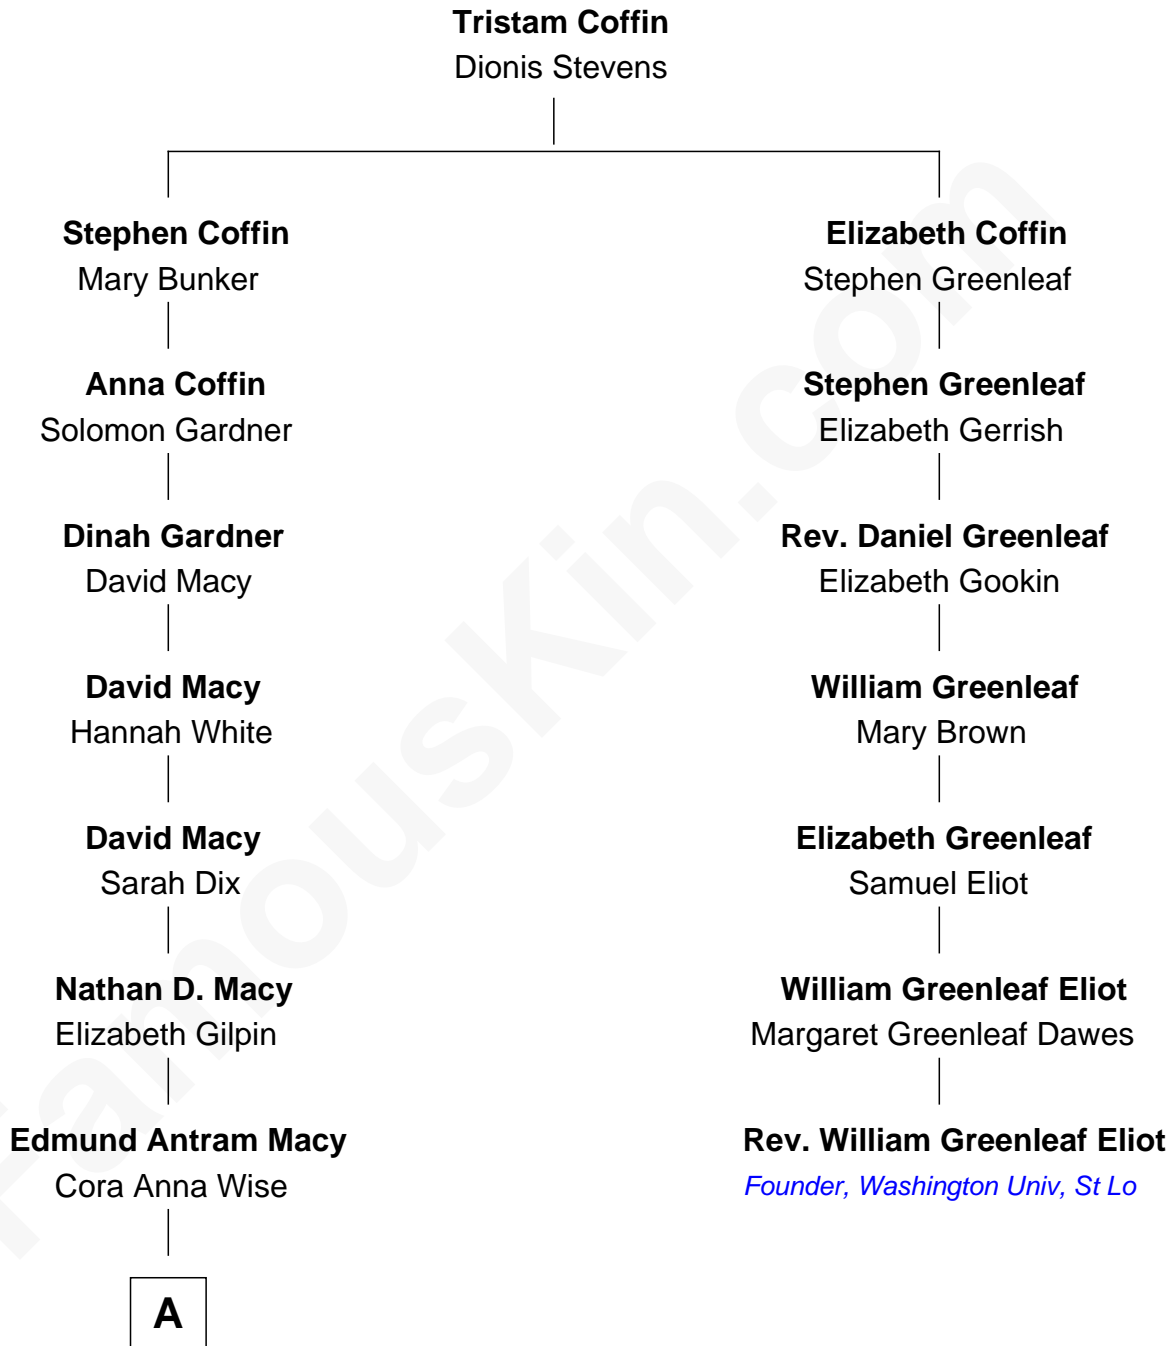 Tristam Coffin
Dionis Stevens
Stephen Coffin
Mary Bunker
Anna Coffin
Solomon Gardner
Dinah Gardner
David Macy
David Macy
Hannah White
David Macy
Sarah Dix
Nathan D. Macy
Elizabeth Gilpin
Edmund Antram Macy
Cora Anna Wise
A
Elizabeth Coffin
Stephen Greenleaf
Stephen Greenleaf
Elizabeth Gerrish
Rev. Daniel Greenleaf
Elizabeth Gookin
William Greenleaf
Mary Brown
Elizabeth Greenleaf
Samuel Eliot
William Greenleaf Eliot
Margaret Greenleaf Dawes
Rev. William Greenleaf Eliot
Founder, Washington Univ, St Lo
FamousKin.com